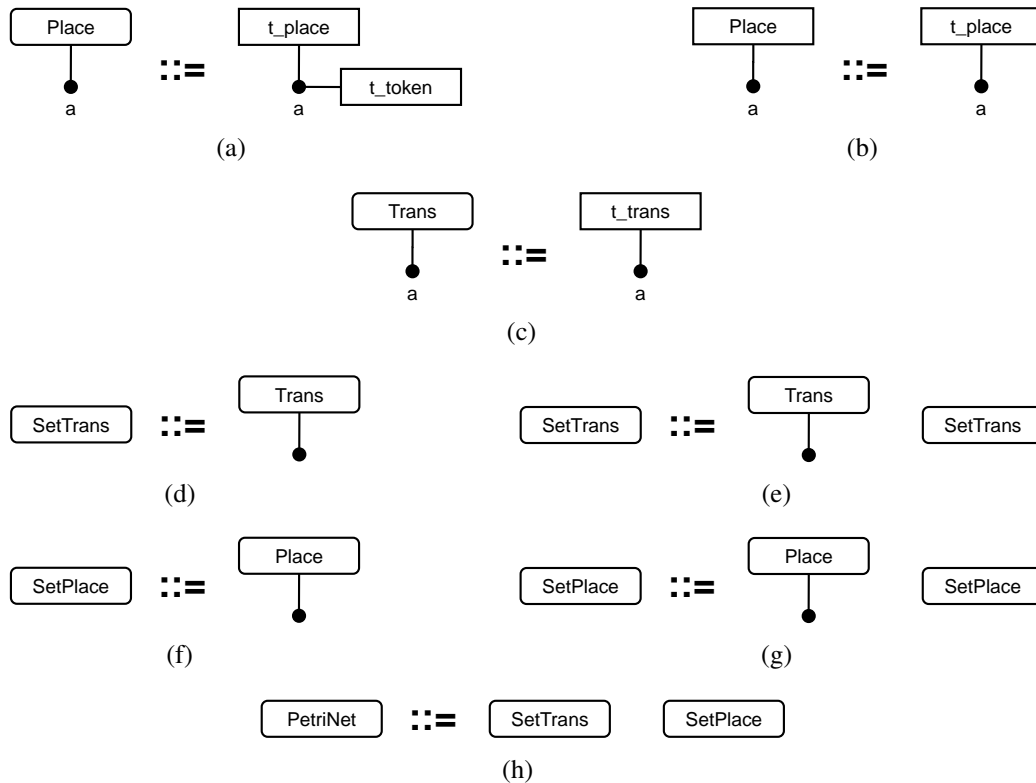 Place ::= t_place
a a t_token
(a)
Place ::= t_place
a a
(b)
Trans ::= t_trans
a a
(c)
SetTrans ::= Trans
(d)
SetTrans ::= Trans SetTrans
(e)
SetPlace ::= Place
(f)
SetPlace ::= Place SetPlace
(g)
PetriNet ::= SetTrans SetPlace
(h)